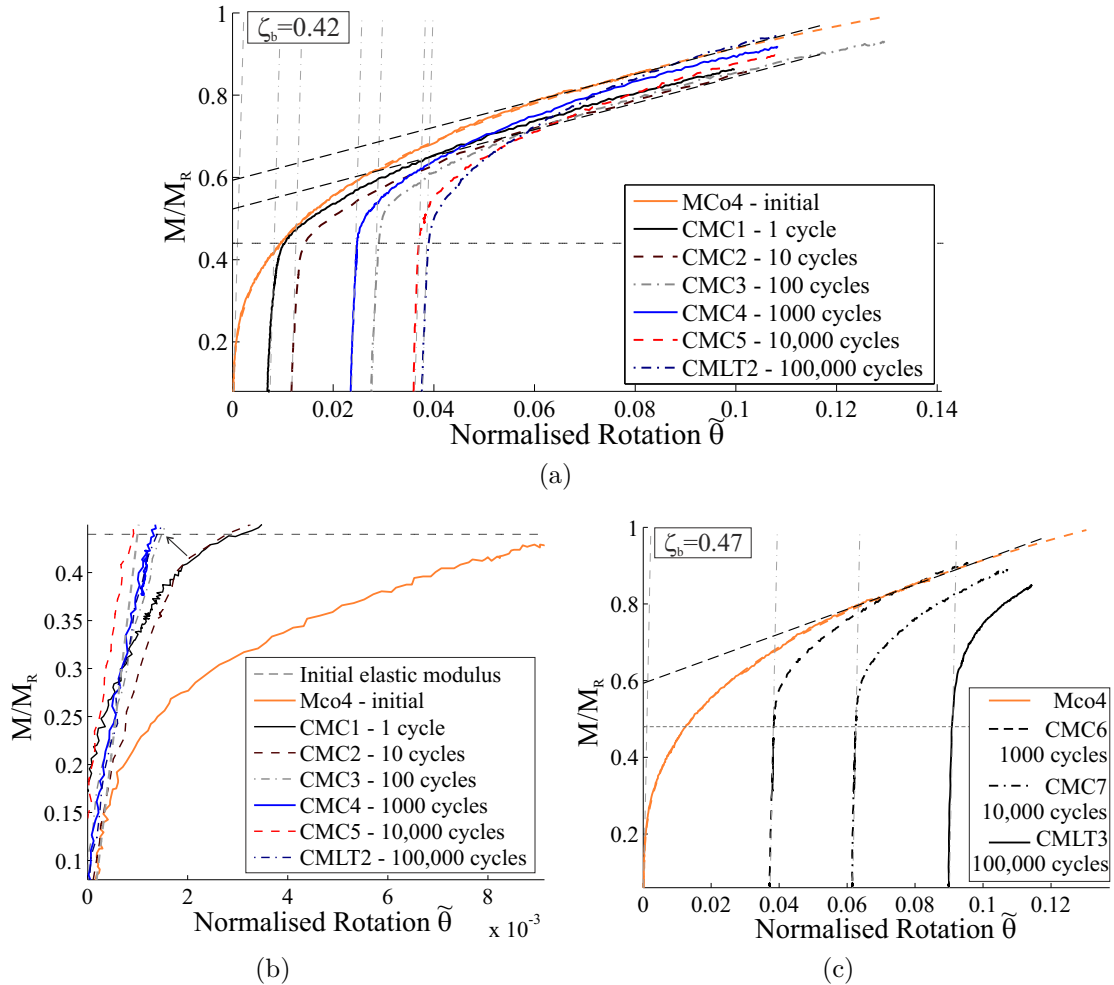 ζb=0.42
1
0.8
0.6
0.4
0.2
M/MR
MCo4 - initial
CMC1 - 1 cycle
CMC2 - 10 cycles
CMC3 - 100 cycles
CMC4 - 1000 cycles
CMC5 - 10,000 cycles
CMLT2 - 100,000 cycles
0 0.02 0.04 0.06 0.08 0.1 0.12 0.14
Normalised Rotation θ̃
(a)
0.4
0.35
0.3
0.25
0.2
0.15
0.1
M/MR
Initial elastic modulus
Mco4 - initial
CMC1 - 1 cycle
CMC2 - 10 cycles
CMC3 - 100 cycles
CMC4 - 1000 cycles
CMC5 - 10,000 cycles
CMLT2 - 100,000 cycles
0 2 4 6 8
Normalised Rotation θ̃
x 10-3
(b)
ζb=0.47
1
0.8
0.6
0.4
0.2
M/MR
Mco4
CMC6
1000 cycles
CMC7
10,000 cycles
CMLT3
100,000 cycles
0 0.02 0.04 0.06 0.08 0.1 0.12
Normalised Rotation θ̃
(c)